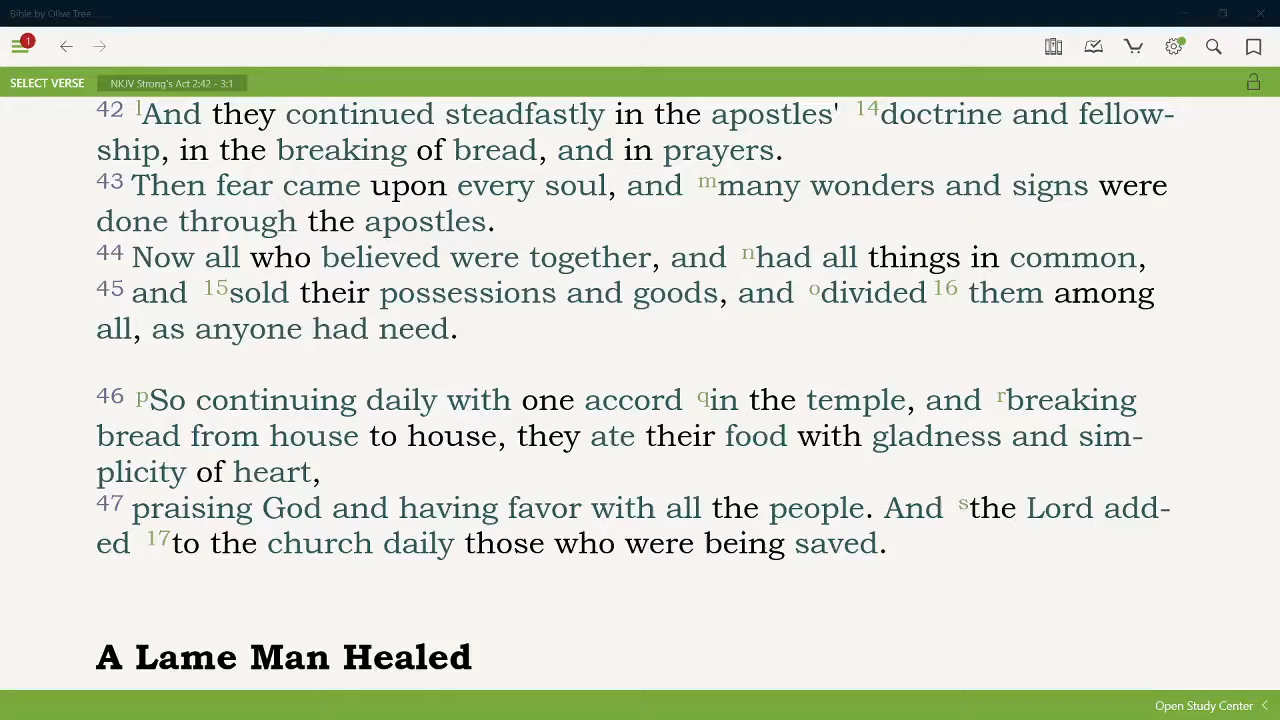 Bible by Olive Tree
1
SELECT VERSE NKJV Strong's Act 2:42 - 3:1
42 lAnd they continued steadfastly in the apostles' 14doctrine and fellow-
ship, in the breaking of bread, and in prayers.
43 Then fear came upon every soul, and mmany wonders and signs were
done through the apostles.
44 Now all who believed were together, and nhad all things in common,
45 and 15sold their possessions and goods, and odivided16 them among
all, as anyone had need.
46 pSo continuing daily with one accord qin the temple, and rbreaking
bread from house to house, they ate their food with gladness and sim-
plicity of heart,
47 praising God and having favor with all the people. And sthe Lord add-
ed 17to the church daily those who were being saved.
A Lame Man Healed
Open Study Center